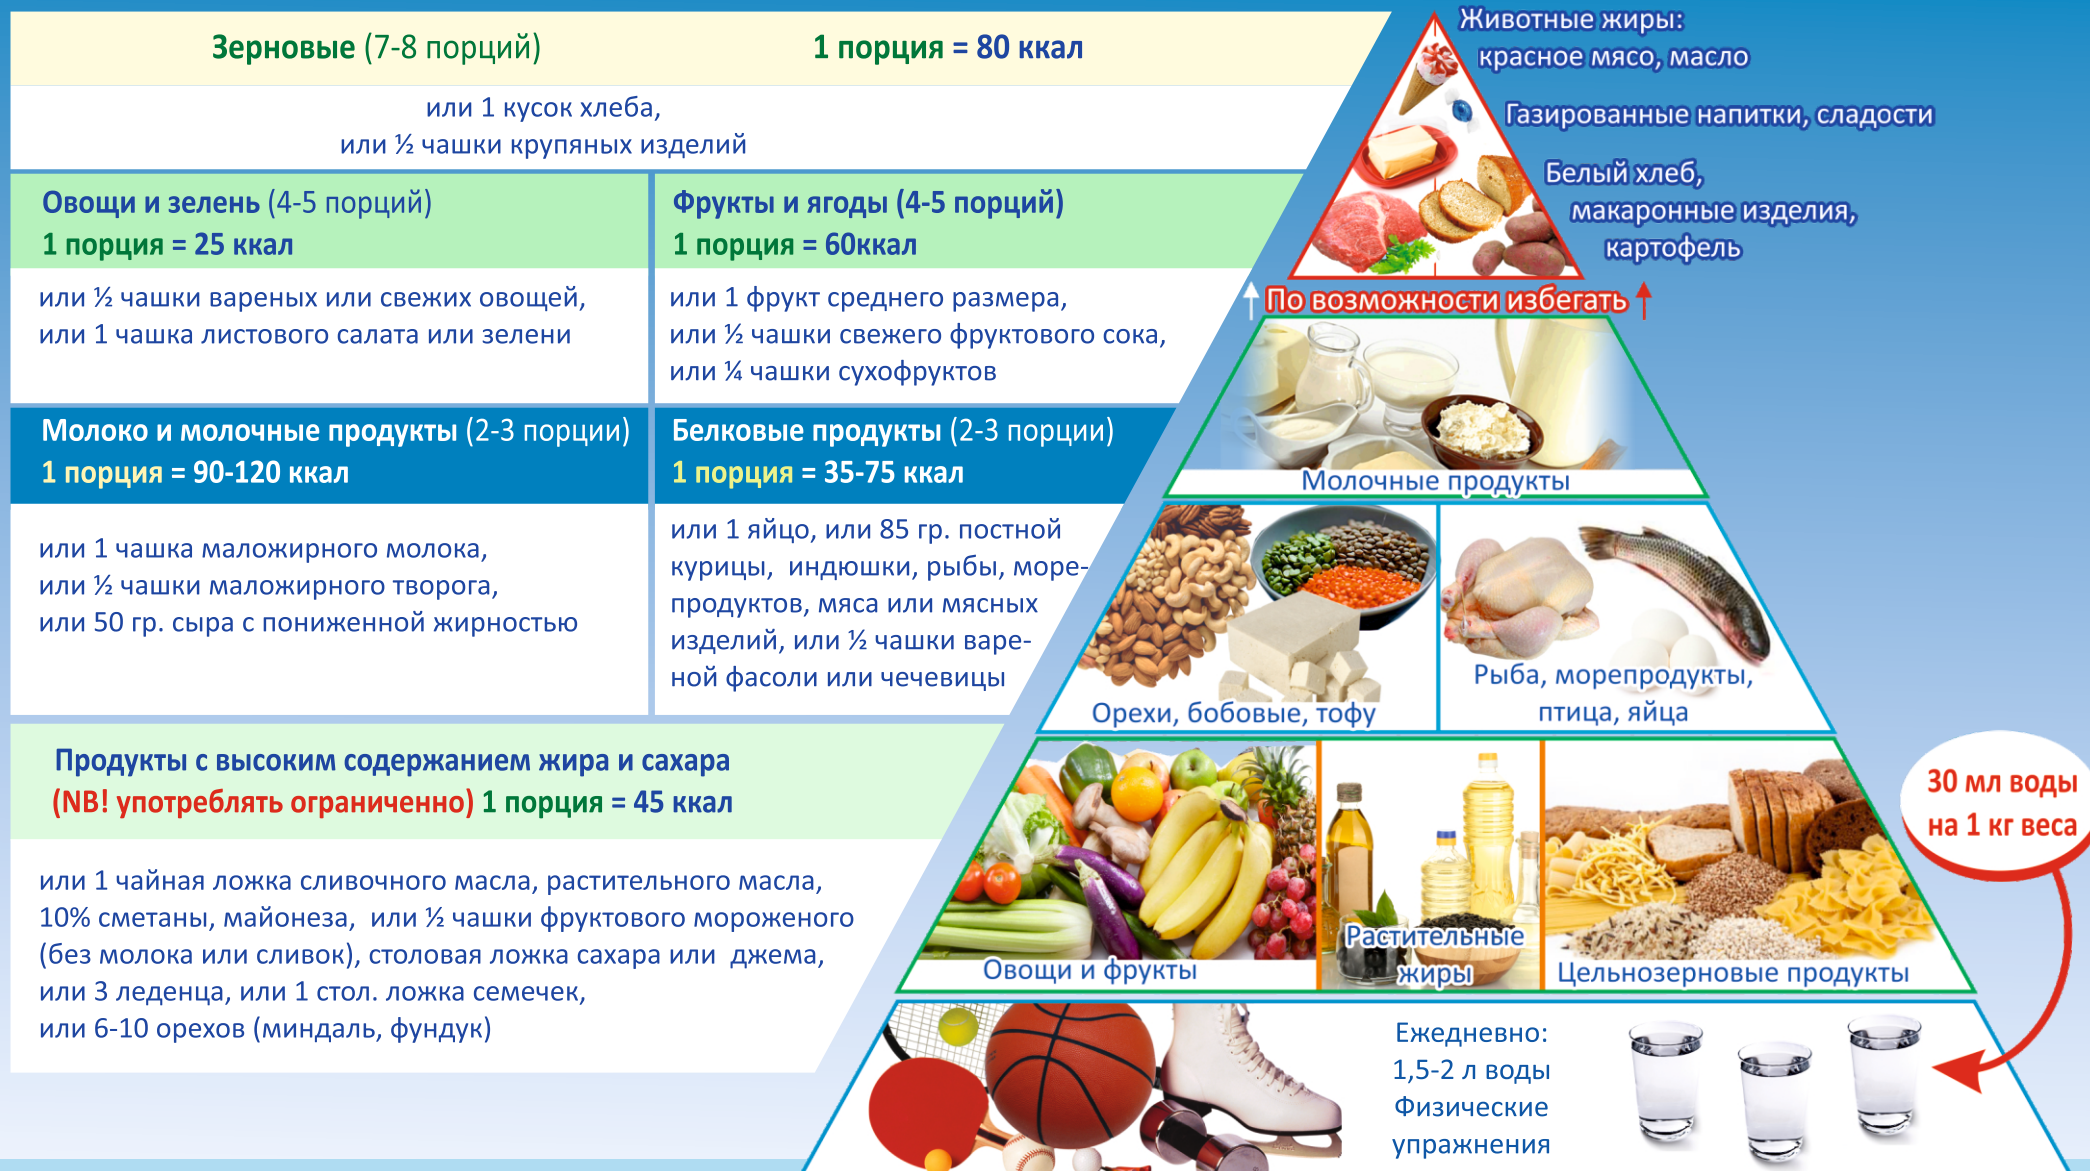 Зерновые (7-8 порций) 1 порция = 80 ккал
или 1 кусок хлеба,
или ½ чашки крупяных изделий
Овощи и зелень (4-5 порций)
1 порция = 25 ккал
или ½ чашки вареных или свежих овощей,
или 1 чашка листового салата или зелени
Фрукты и ягоды (4-5 порций)
1 порция = 60ккал
или 1 фрукт среднего размера,
или ½ чашки свежего фруктового сока,
или ¼ чашки сухофруктов
Молоко и молочные продукты (2-3 порции)
1 порция = 90-120 ккал
или 1 чашка маложирного молока,
или ½ чашки маложирного творога,
или 50 гр. сыра с пониженной жирностью
Белковые продукты (2-3 порции)
1 порция = 35-75 ккал
или 1 яйцо, или 85 гр. постной
курицы, индюшки, рыбы, море-
продуктов, мяса или мясных
изделий, или ½ чашки варе-
ной фасоли или чечевицы
Продукты с высоким содержанием жира и сахара
(NB! употреблять ограниченно) 1 порция = 45 ккал
или 1 чайная ложка сливочного масла, растительного масла,
10% сметаны, майонеза, или ½ чашки фруктового мороженого
(без молока или сливок), столовая ложка сахара или джема,
или 3 леденца, или 1 стол. ложка семечек,
или 6-10 орехов (миндаль, фундук)
Животные жиры:
красное мясо, масло
Газированные напитки, сладости
Белый хлеб,
макаронные изделия,
картофель
По возможности избегать
Молочные продукты
Орехи, бобовые, тофу
Рыба, морепродукты,
птица, яйца
Овощи и фрукты
Растительные
жиры
Цельнозерновые продукты
30 мл воды
на 1 кг веса
Ежедневно:
1,5-2 л воды
Физические
упражнения